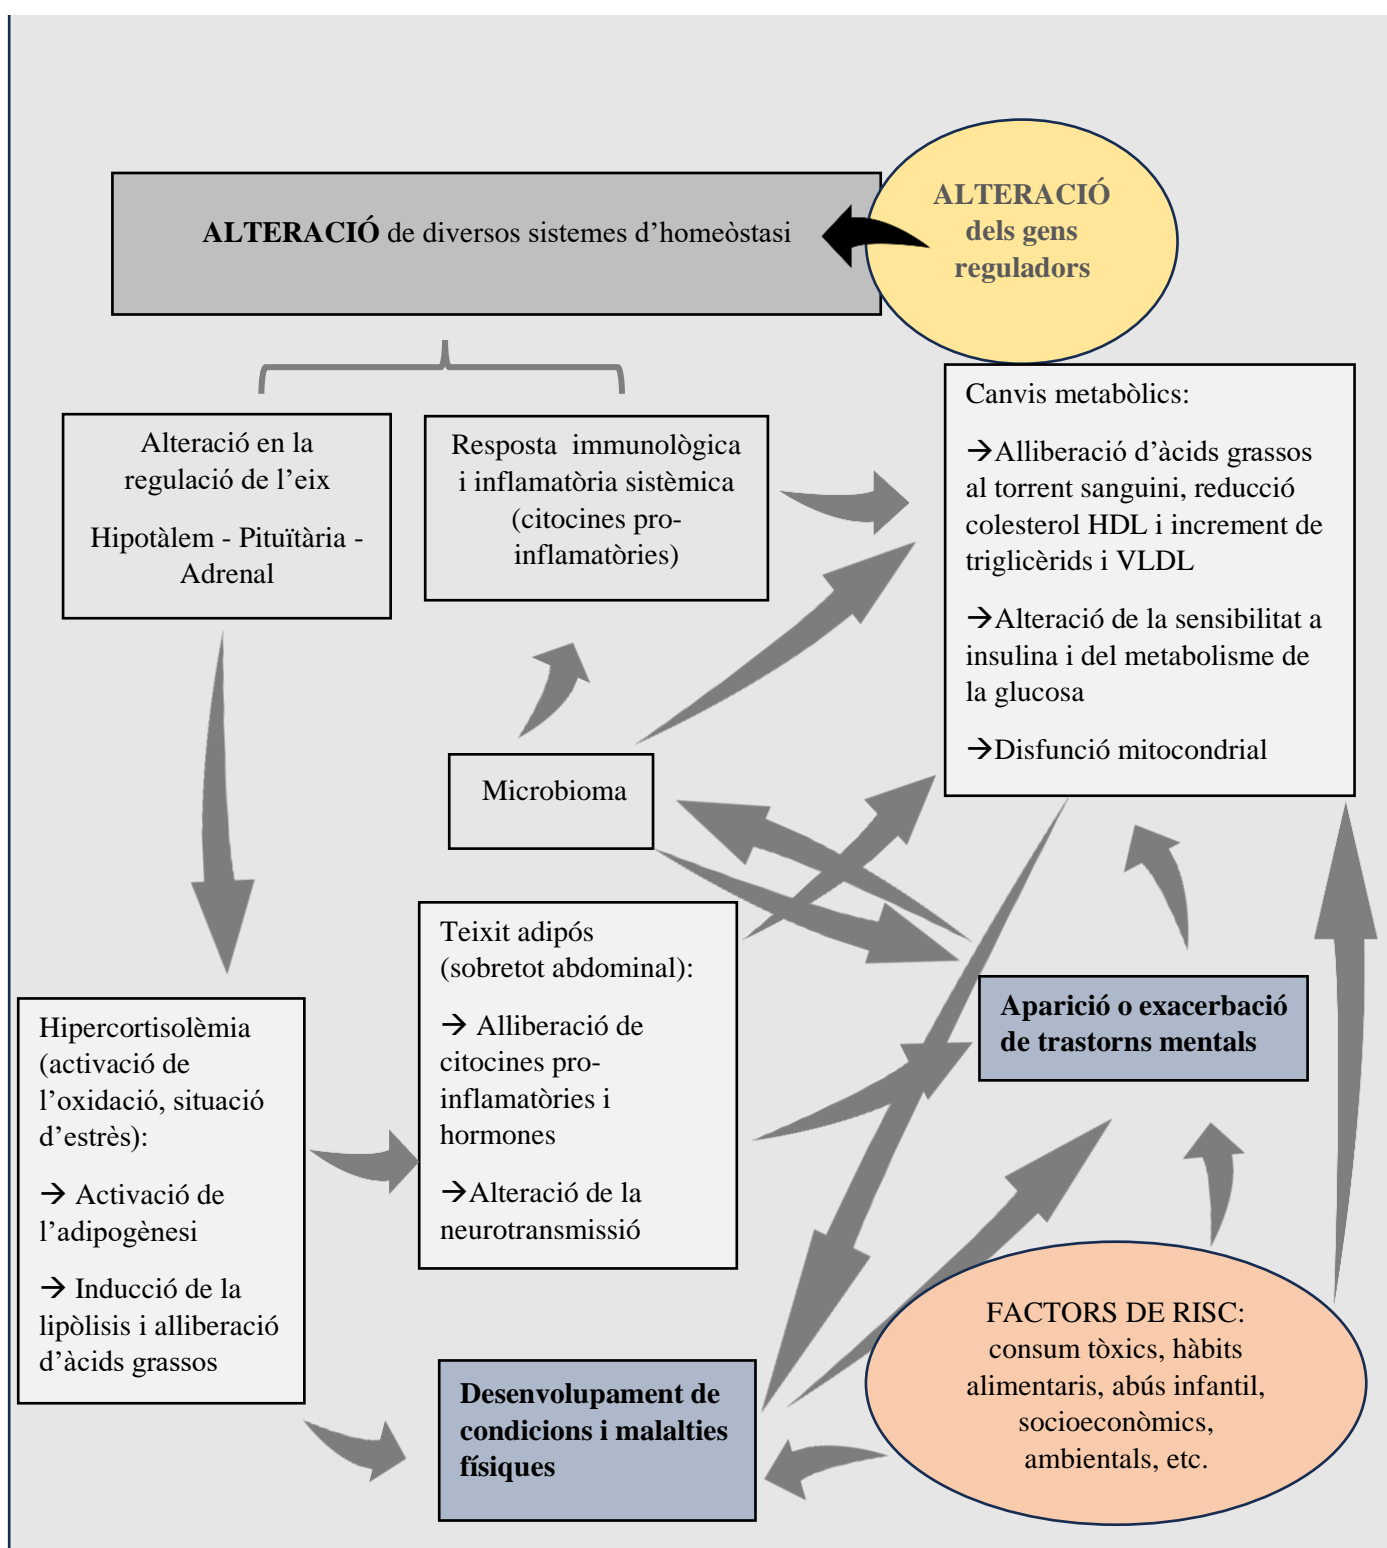 ALTERACIÓ
dels gens
reguladors
ALTERACIÓ de diversos sistemes d’homeòstasi
Alteració en la
regulació de l’eix
Hipotàlem - Pituïtària -
Adrenal
Resposta  immunològica
i inflamatòria sistèmica
(citocines pro-
inflamatòries)
Canvis metabòlics:
→Alliberació d’àcids grassos
al torrent sanguini, reducció
colesterol HDL i increment de
triglicèrids i VLDL
→Alteració de la sensibilitat a
insulina i del metabolisme de
la glucosa
→Disfunció mitocondrial
Microbioma
Teixit adipós
(sobretot abdominal):
→ Alliberació de
citocines pro-
inflamatòries i
hormones
→Alteració de la
neurotransmissió
Aparició o exacerbació
de trastorns mentals
Hipercortisolèmia
(activació de
l’oxidació, situació
d’estrès):
→ Activació de
l’adipogènesi
→ Inducció de la
lipòlisis i alliberació
d’àcids grassos
Desenvolupament de
condicions i malalties
físiques
FACTORS DE RISC:
consum tòxics, hàbits
alimentaris, abús infantil,
socioeconòmics,
ambientals, etc.